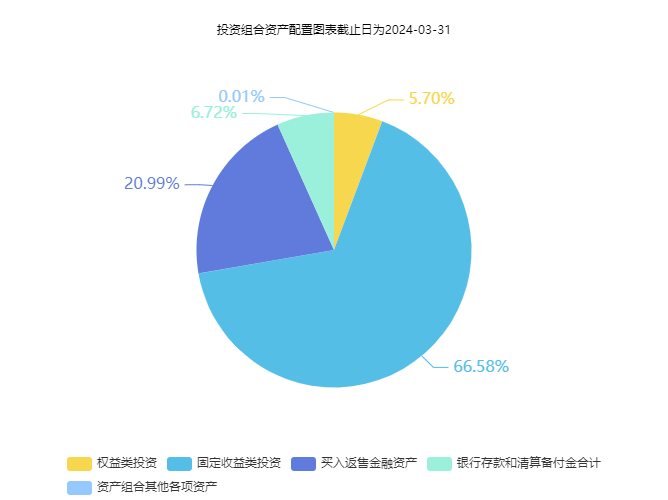 投资组合资产配置图表截止日为2024-03-31
0.01%
5.70%
6.72%
20.99%
66.58%
权益类投资 固定收益类投资 买入返售金融资产 银行存款和清算备付金合计
资产组合其他各项资产